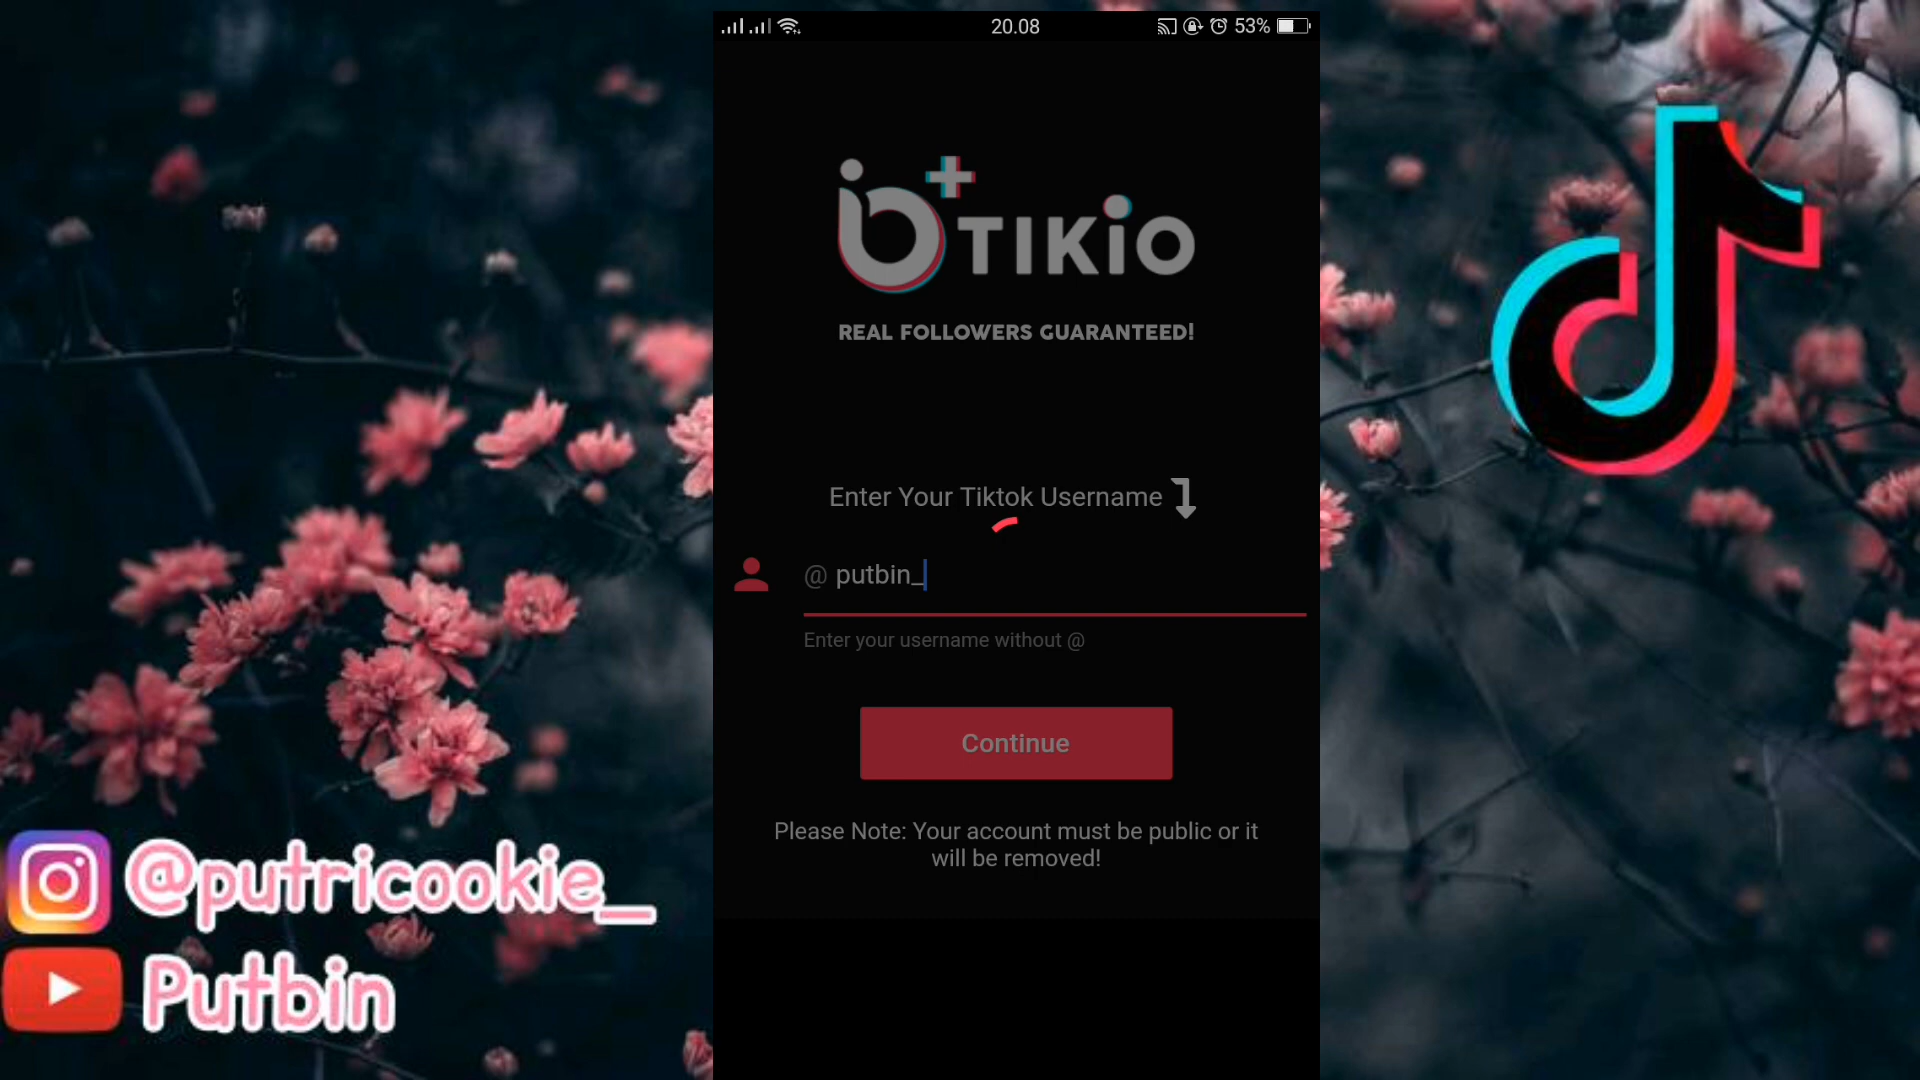 20.08
53%
TIKiO
REAL FOLLOWERS GUARANTEED!
Enter Your Tiktok Username
@ putbin_
Enter your username without @
Continue
Please Note: Your account must be public or it
will be removed!
@putricookie_
Putbin